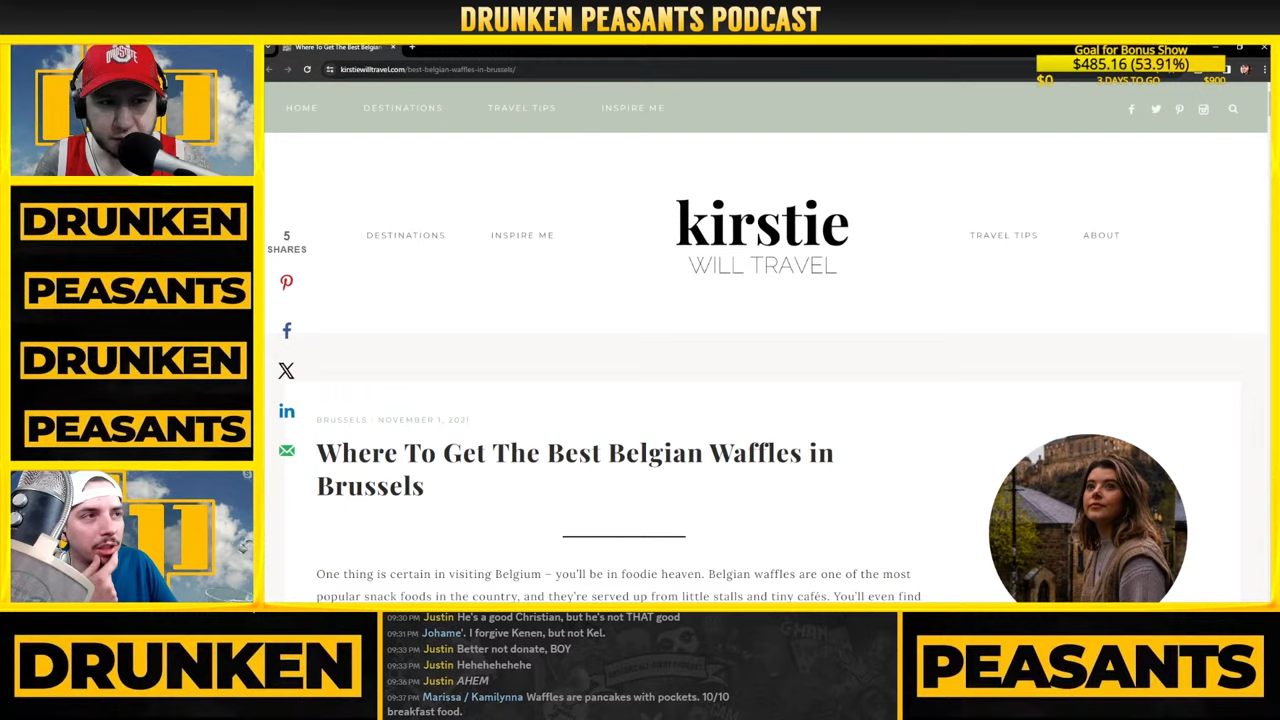 DRUNKEN PEASANTS PODCAST
Where To Get The Best Belgian
kirstiewilltravel.com/best-belgian-waffles-in-brussels/
Goal for Bonus Show
$485.16 (53.91%)
$0 3 DAYS TO GO $900
HOME DESTINATIONS TRAVEL TIPS INSPIRE ME
DESTINATIONS INSPIRE ME
kirstie
WILL TRAVEL
TRAVEL TIPS ABOUT
5
SHARES
BRUSSELS · NOVEMBER 1, 2021
Where To Get The Best Belgian Waffles in
Brussels
One thing is certain in visiting Belgium – you'll be in foodie heaven. Belgian waffles are one of the most
popular snack foods in the country, and they're served up from little stalls and tiny cafés. You'll even find
DRUNKEN
PEASANTS
DRUNKEN
PEASANTS
DRUNKEN
09:30 PM Justin He's a good Christian, but he's not THAT good
09:31 PM Johame'. I forgive Kenen, but not Kel.
09:33 PM Justin Better not donate, BOY
09:33 PM Justin Hehehehehehe
09:36 PM Justin AHEM
09:37 PM Marissa / Kamilynna Waffles are pancakes with pockets. 10/10
breakfast food.
PEASANTS